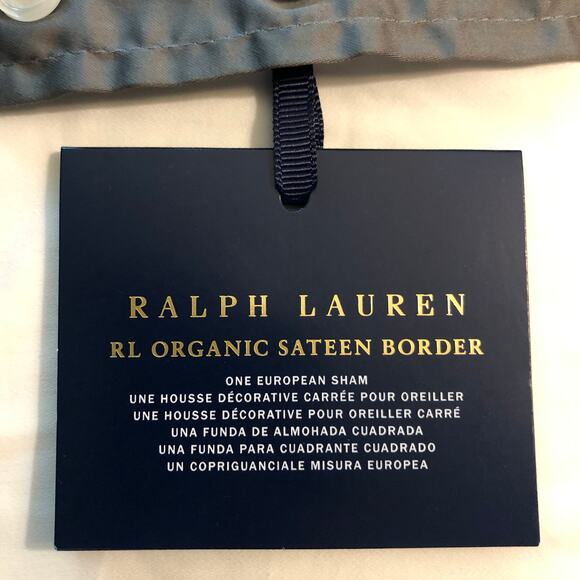 RALPH LAUREN
RL ORGANIC SATEEN BORDER
ONE EUROPEAN SHAM
UNE HOUSSE DÉCORATIVE CARRÉE POUR OREILLER
UNE HOUSSE DÉCORATIVE POUR OREILLER CARRÉ
UNA FUNDA DE ALMOHADA CUADRADA
UNA FUNDA PARA CUADRANTE CUADRADO
UN COPRIGUANCIALE MISURA EUROPEA